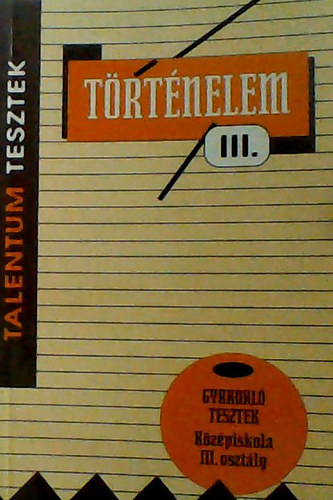 TALENTUM TESZTEK
TÖRTÉNELEM
III.
GYAKORLÓ
TESZTEK
Középiskola
III. osztály